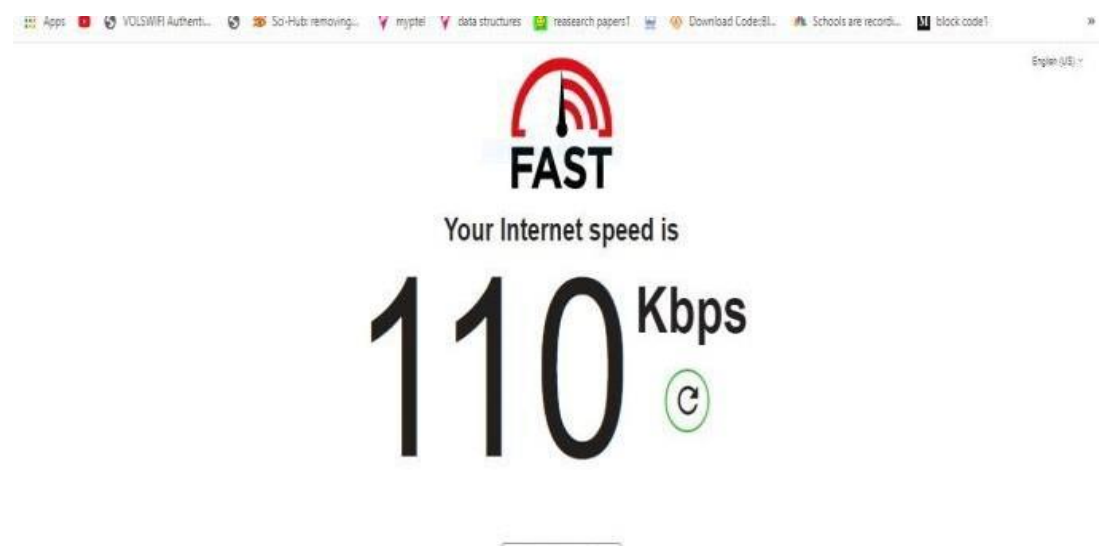 Apps VOLSWIFI Authenti... Sci-Hub: removing... myptel data structures reasearch papers1 Download Code:Bl... Schools are recordi... M block code1 »
English (US)
FAST
Your Internet speed is
110 Kbps